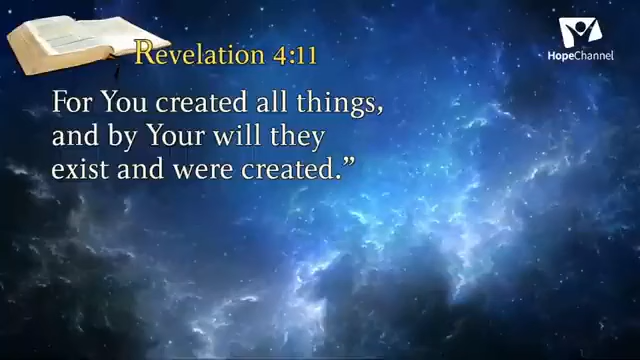 Revelation 4:11
HopeChannel
For You created all things,
and by Your will they
exist and were created.”